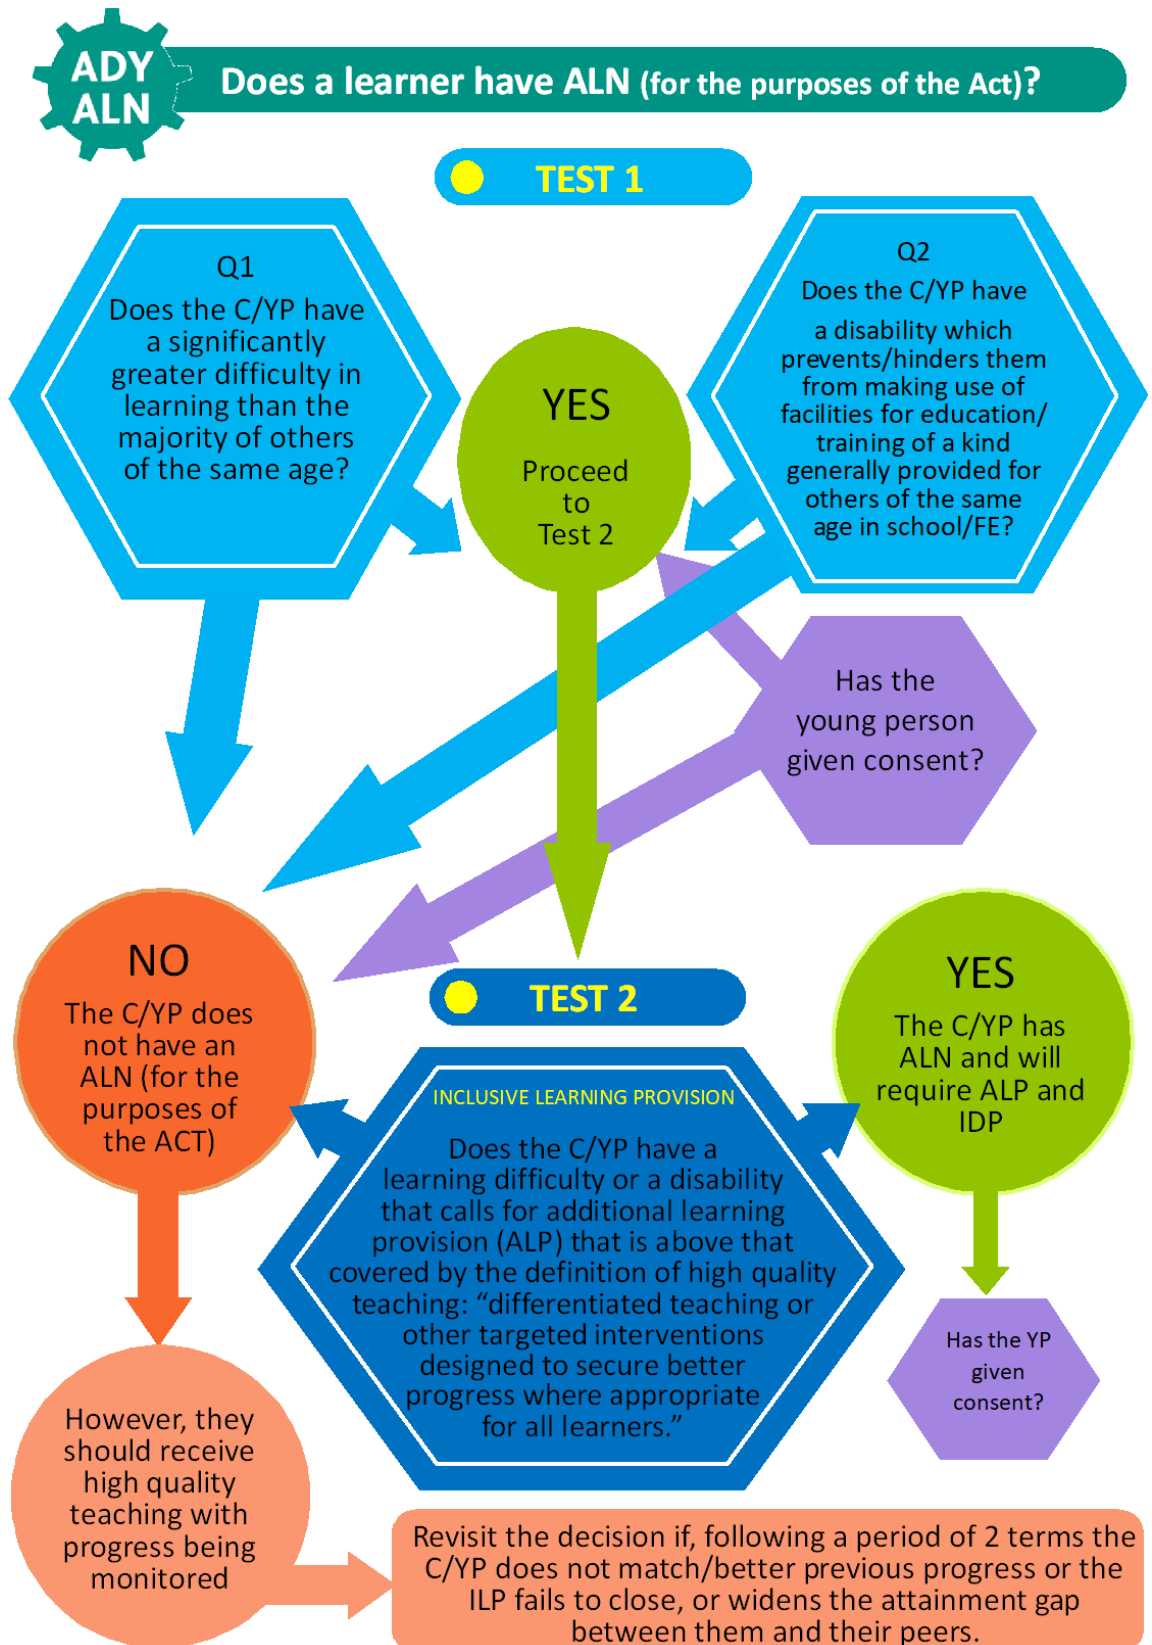 ADY
ALN
Does a learner have ALN (for the purposes of the Act)?
TEST 1
Q1
Does the C/YP have
a significantly
greater difficulty in
learning than the
majority of others
of the same age?
YES
Proceed
to
Test 2
Q2
Does the C/YP have
a disability which
prevents/hinders them
from making use of
facilities for education/
training of a kind
generally provided for
others of the same
age in school/FE?
Has the
young person
given consent?
NO
The C/YP does
not have an
ALN (for the
purposes of
the ACT)
TEST 2
INCLUSIVE LEARNING PROVISION
Does the C/YP have a
learning difficulty or a disability
that calls for additional learning
provision (ALP) that is above that
covered by the definition of high quality
teaching: “differentiated teaching or
other targeted interventions
designed to secure better
progress where appropriate
for all learners.”
YES
The C/YP has
ALN and will
require ALP and
IDP
Has the YP
given
consent?
However, they
should receive
high quality
teaching with
progress being
monitored
Revisit the decision if, following a period of 2 terms the
C/YP does not match/better previous progress or the
ILP fails to close, or widens the attainment gap
between them and their peers.